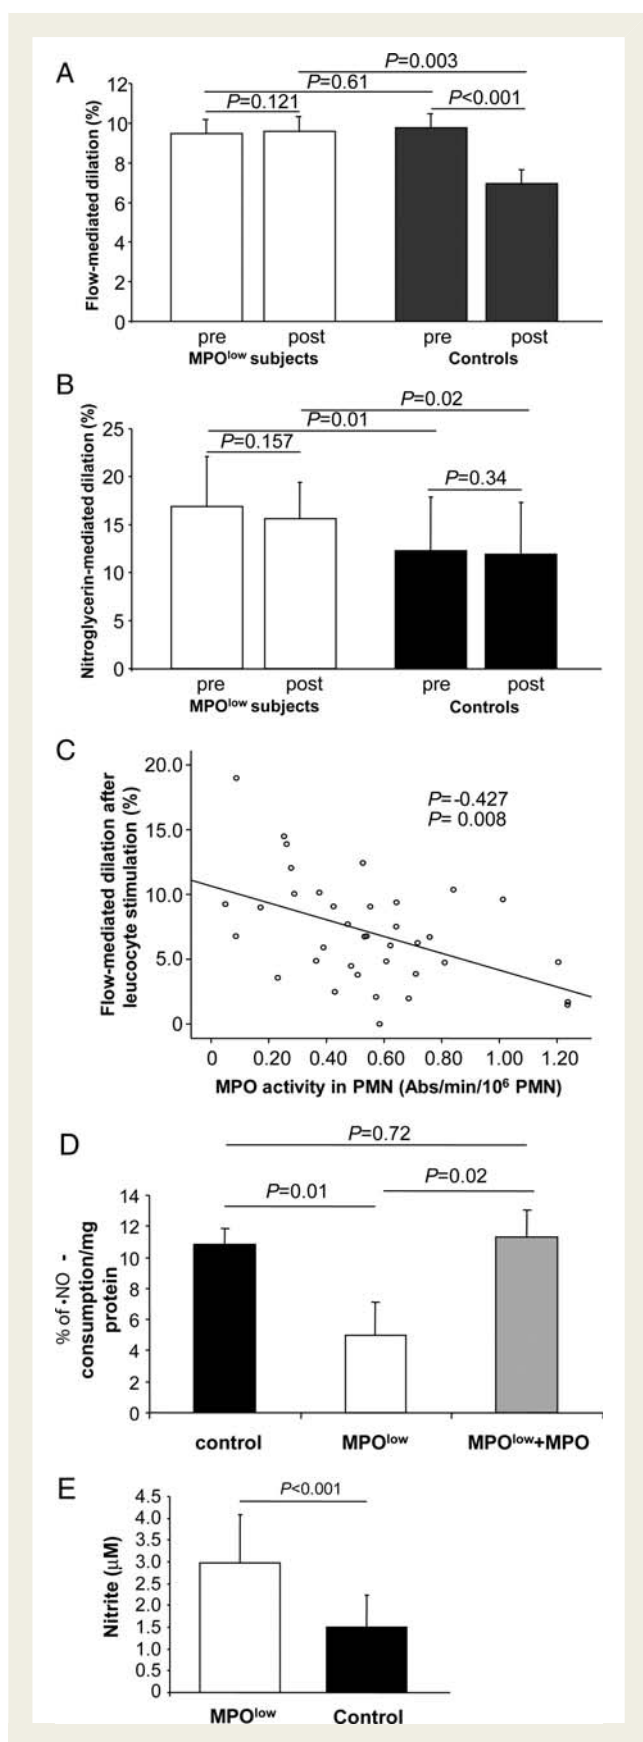 A
P=0.003
P=0.61
P=0.121
P<0.001
Flow-mediated dilation (%)
12
10
8
6
4
2
0
pre post pre post
MPOlow subjects Controls
B
P=0.02
P=0.01
P=0.157
P=0.34
Nitroglycerin-mediated dilation (%)
25
20
15
10
5
0
pre post pre post
MPOlow subjects Controls
C
Flow-mediated dilation after
leucocyte stimulation (%)
20.0
15.0
10.0
5.0
0
P=-0.427
P= 0.008
0 0.20 0.40 0.60 0.80 1.00 1.20
MPO activity in PMN (Abs/min/10⁶ PMN)
D
P=0.72
P=0.01
P=0.02
% of •NO -
consumption/mg
protein
14
12
10
8
6
4
2
0
control MPOlow MPOlow+MPO
E
P<0.001
Nitrite (μM)
4.5
4.0
3.5
3.0
2.5
2.0
1.5
1.0
0.5
0
MPOlow Control